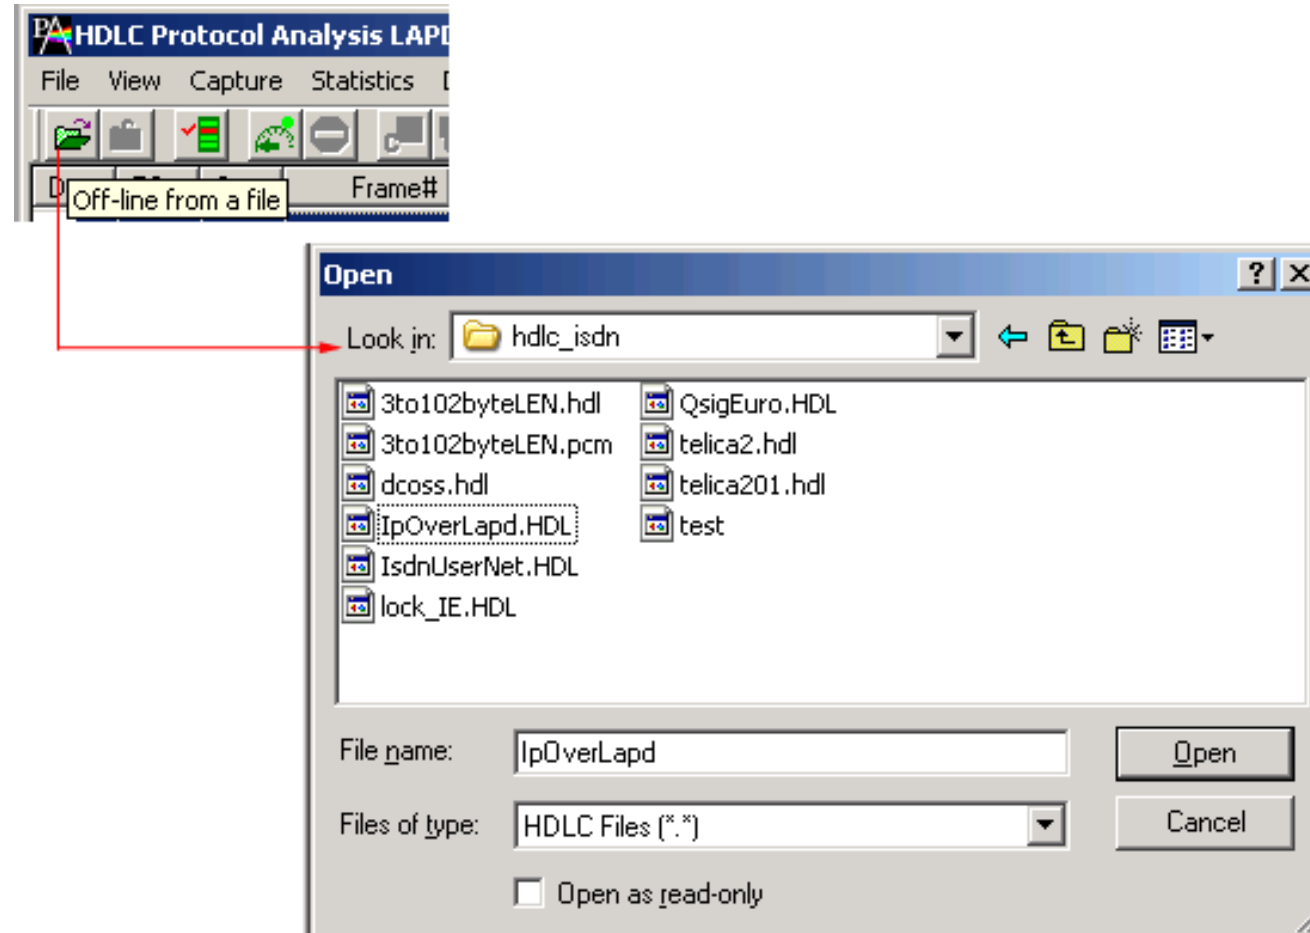 HDLC Protocol Analysis LAPD
File View Capture Statistics
Frame#
Off-line from a file
Open
Look in: hdlc_isdn
3to102byteLEN.hdl QsigEuro.HDL
3to102byteLEN.pcm telica2.hdl
dcoss.hdl telica201.hdl
IpOverLapd.HDL test
IsdnUserNet.HDL
lock_IE.HDL
File name: IpOverLapd Open
Files of type: HDLC Files (*.*) Cancel
Open as read-only